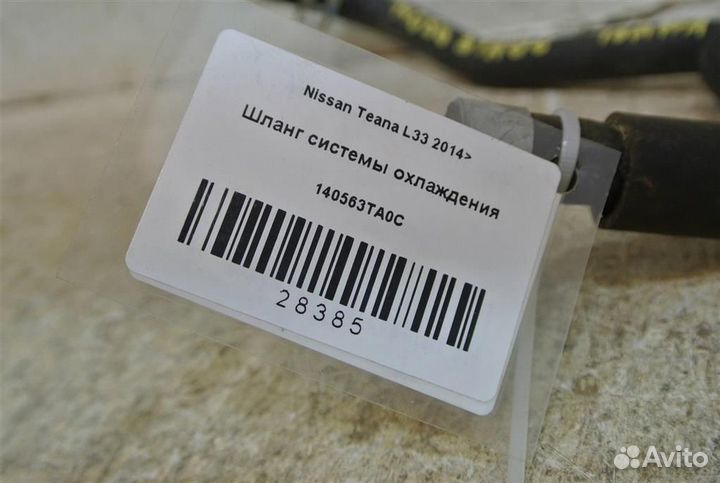 Nissan Teana L33 2014>
Шланг системы охлаждения
140563TA0C
28385
Avito